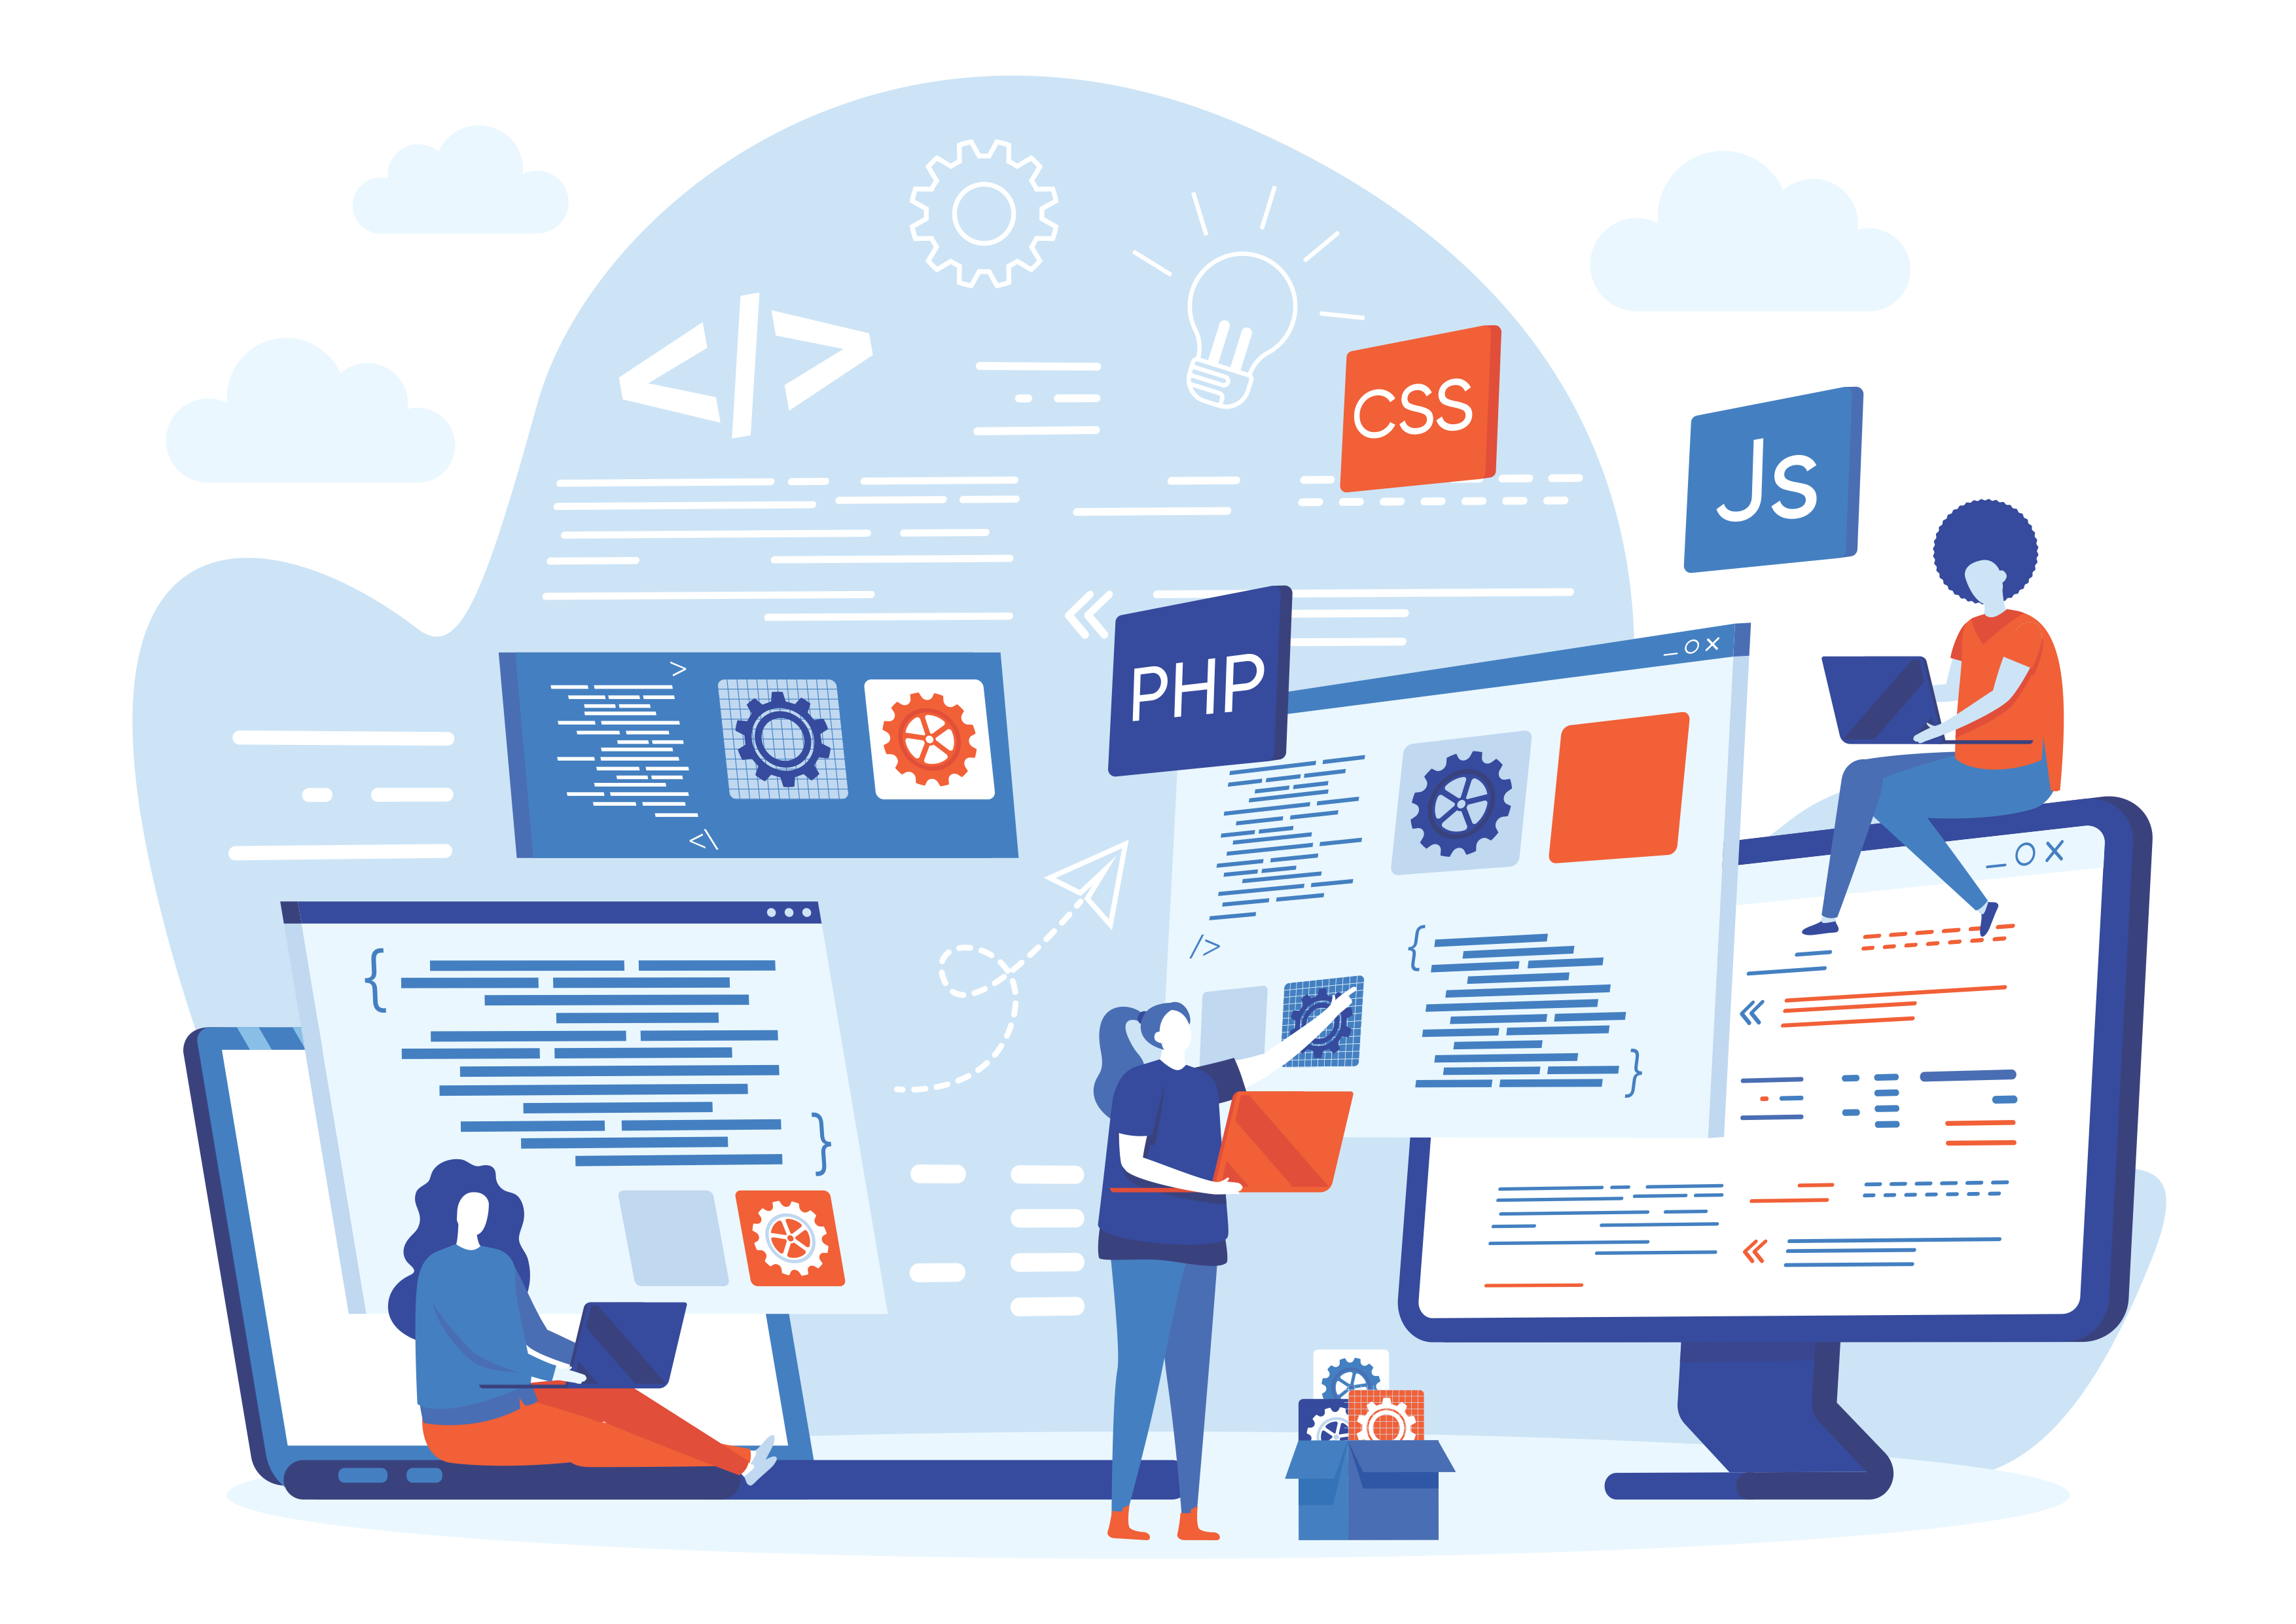 </>
CSS
Js
PHP
>
<\
/>
{
}
{
}